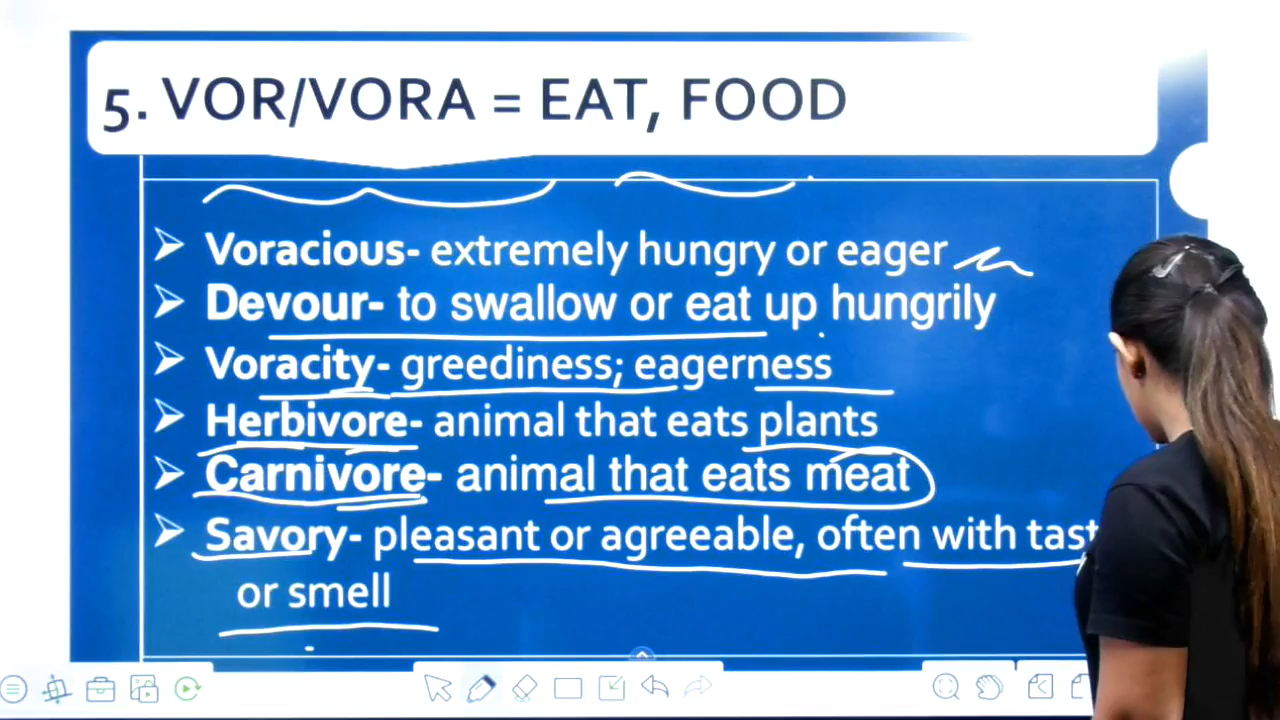 5. VOR/VORA = EAT, FOOD
Voracious- extremely hungry or eager
Devour- to swallow or eat up hungrily
Voracity- greediness; eagerness
Herbivore- animal that eats plants
Carnivore- animal that eats meat
Savory- pleasant or agreeable, often with
or smell